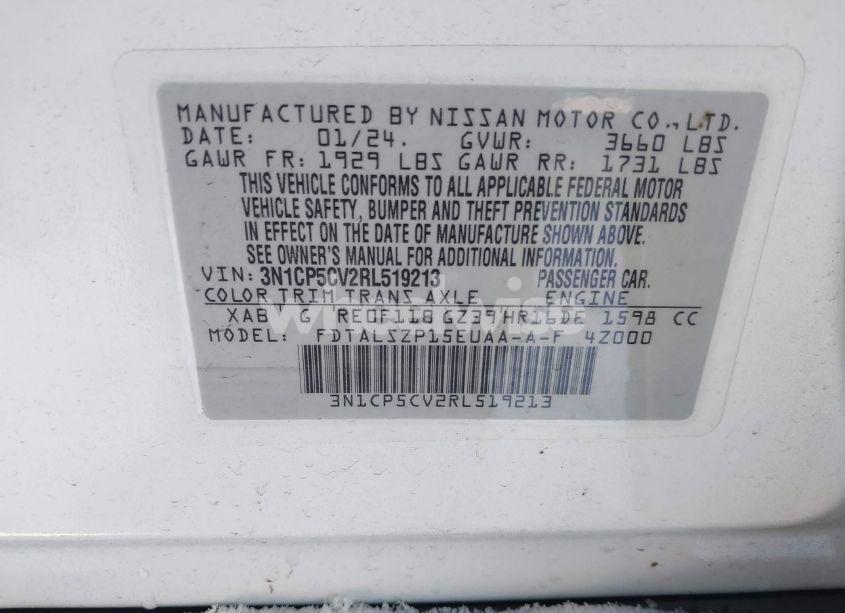 MANUFACTURED BY NISSAN MOTOR CO.,LTD.
DATE: 01/24. GVWR: 3660 LBS
GAWR FR: 1929 LBS GAWR RR: 1731 LBS
THIS VEHICLE CONFORMS TO ALL APPLICABLE FEDERAL MOTOR
VEHICLE SAFETY, BUMPER AND THEFT PREVENTION STANDARDS
IN EFFECT ON THE DATE OF MANUFACTURE SHOWN ABOVE.
SEE OWNER'S MANUAL FOR ADDITIONAL INFORMATION.
VIN: 3N1CP5CV2RL519213 PASSENGER CAR.
COLOR TRIM TRANS AXLE ENGINE
XAB G RE0F11B GZ39 HR16DE 1598 CC
MODEL: FDTALSZP15EUAA-A-F 4Z000
3N1CP5CV2RL519213